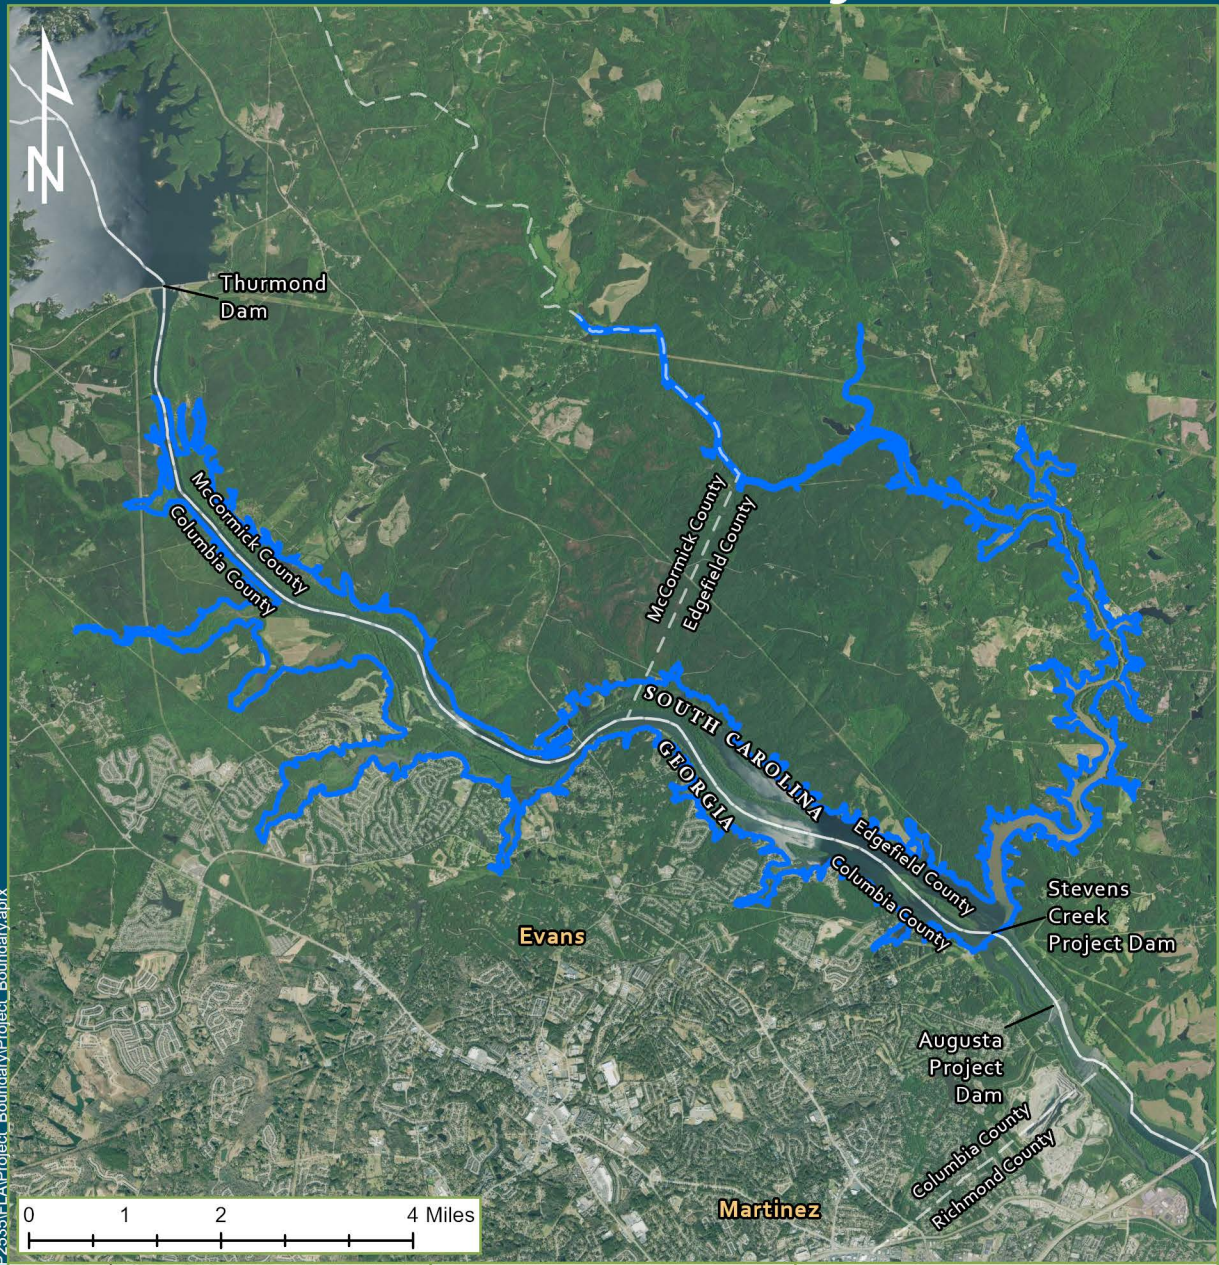 N
Thurmond
Dam
McCormick County
Columbia County
McCormick County
Edgefield County
SOUTH CAROLINA
GEORGIA
Edgefield County
Columbia County
Stevens
Creek
Project Dam
Evans
Augusta
Project
Dam
Columbia County
Richmond County
Martinez
0 1 2 4 Miles